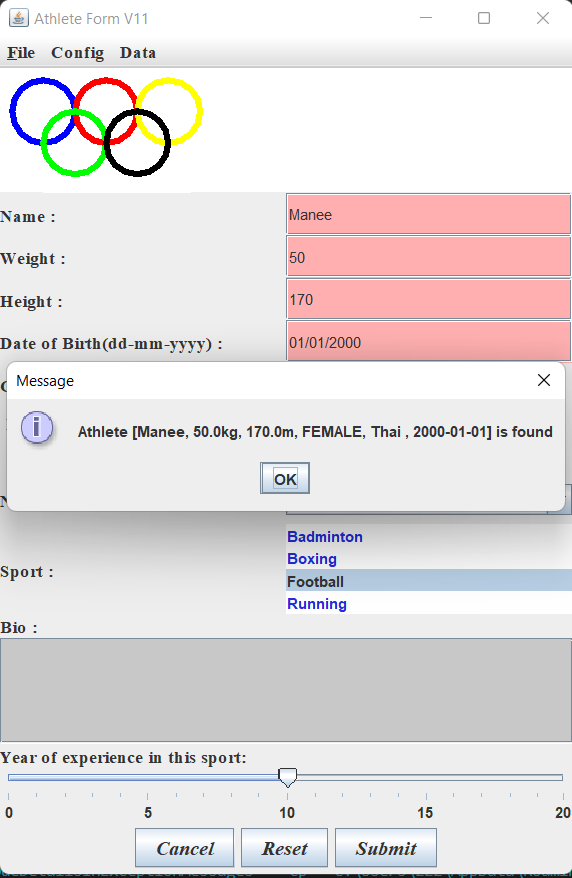 Athlete Form V11
File Config Data
Name :
Manee
Weight :
50
Height :
170
Date of Birth(dd-mm-yyyy) :
01/01/2000
Message
Athlete [Manee, 50.0kg, 170.0m, FEMALE, Thai , 2000-01-01] is found
OK
Sport :
Badminton
Boxing
Football
Running
Bio :
Year of experience in this sport:
0 5 10 15 20
Cancel Reset Submit